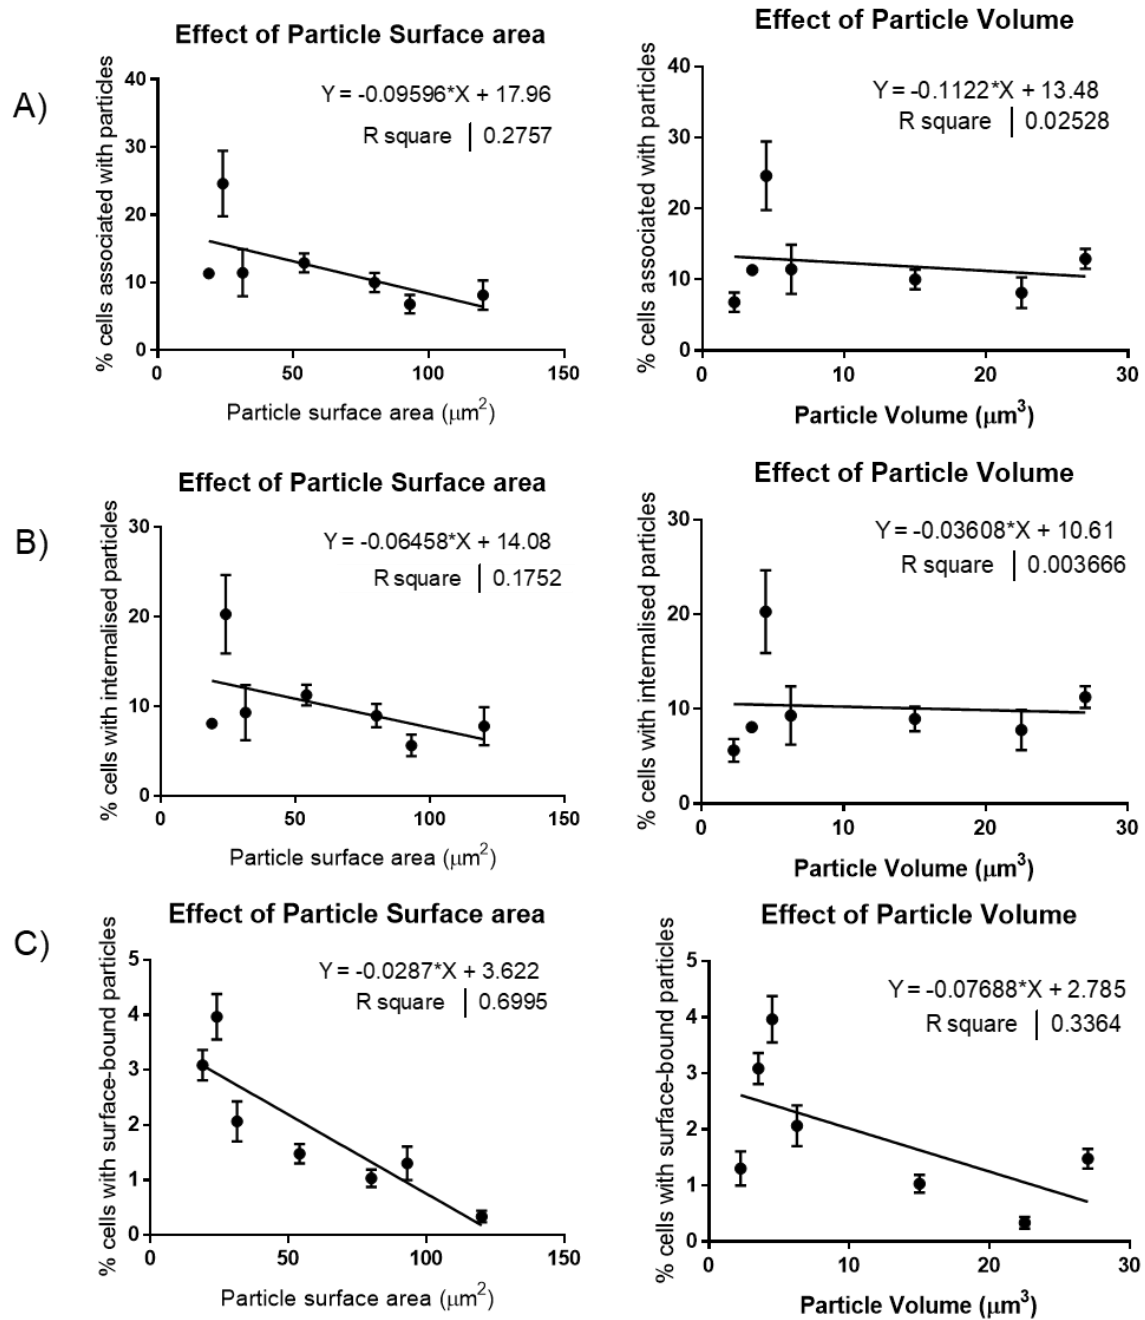 A)
Effect of Particle Surface area
Y = -0.09596*X + 17.96
R square 0.2757
% cells associated with particles
40
30
20
10
0
0 50 100 150
Particle surface area (μm²)
Effect of Particle Volume
Y = -0.1122*X + 13.48
R square 0.02528
% cells associated with particles
40
30
20
10
0
0 10 20 30
Particle Volume (μm³)
B)
Effect of Particle Surface area
Y = -0.06458*X + 14.08
R square 0.1752
% cells with internalised particles
30
20
10
0
0 50 100 150
Particle surface area (μm²)
Effect of Particle Volume
Y = -0.03608*X + 10.61
R square 0.003666
% cells with internalised particles
30
20
10
0
0 10 20 30
Particle Volume (μm³)
C)
Effect of Particle Surface area
Y = -0.0287*X + 3.622
R square 0.6995
% cells with surface-bound particles
5
4
3
2
1
0
0 50 100 150
Particle surface area (μm²)
Effect of Particle Volume
Y = -0.07688*X + 2.785
R square 0.3364
% cells with surface-bound particles
5
4
3
2
1
0
0 10 20 30
Particle Volume (μm³)